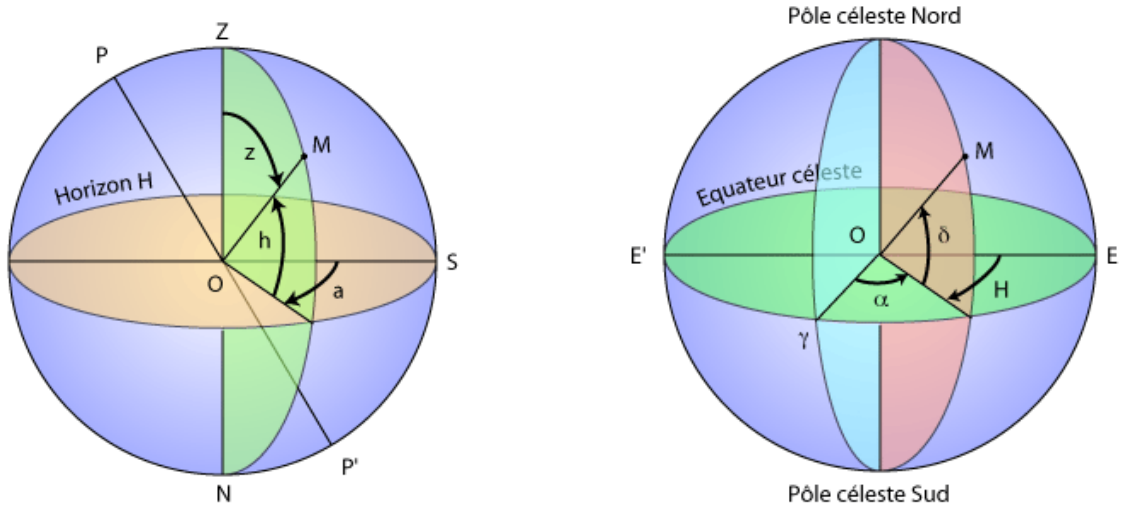 Z
P
M
z
Horizon H
h
O
S
a
P'
N
Pôle céleste Nord
M
Equateur céleste
O
δ
E'
E
α
H
γ
Pôle céleste Sud